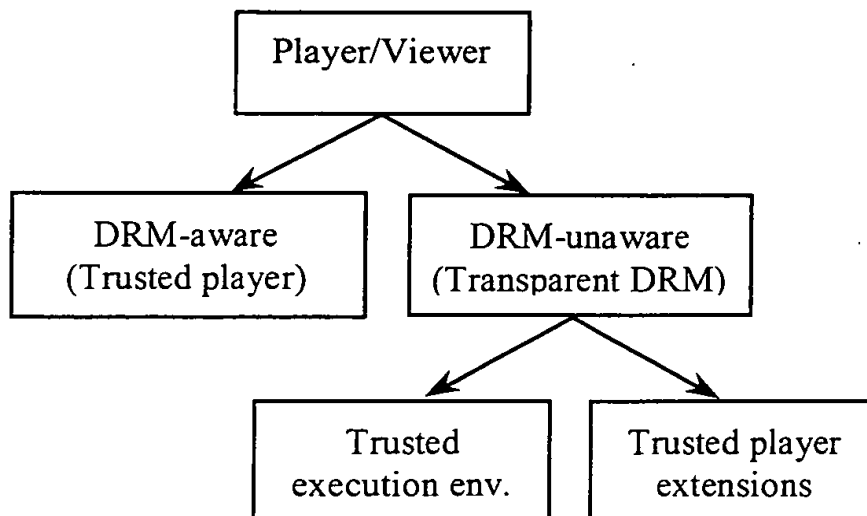 Player/Viewer
DRM-aware
(Trusted player)
DRM-unaware
(Transparent DRM)
Trusted
execution env.
Trusted player
extensions